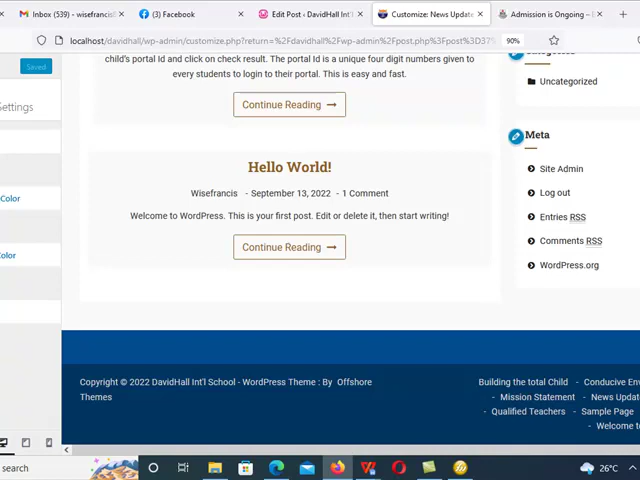 Inbox (539) - wisefrancis@
(3) Facebook
Edit Post ‹ DavidHall Int'l
Customize: News Update
Admission is Ongoing –
localhost/davidhall/wp-admin/customize.php?return=%2Fdavidhall%2Fwp-admin%2Fpost.php%3Fpost%3D37%
90%
Saved
Settings
Color
Color
child's portal Id and click on check result. The portal Id is a unique four digit numbers given to
every students to login to their portal. This is easy and fast.
Continue Reading
Hello World!
Wisefrancis - September 13, 2022 - 1 Comment
Welcome to WordPress. This is your first post. Edit or delete it, then start writing!
Continue Reading
Categories
Uncategorized
Meta
Site Admin
Log out
Entries RSS
Comments RSS
WordPress.org
Copyright © 2022 DavidHall Int'l School - WordPress Theme : By Offshore
Themes
Building the total Child - Conducive En
- Mission Statement - News Updat
- Qualified Teachers - Sample Page
- Welcome to
search
26°C